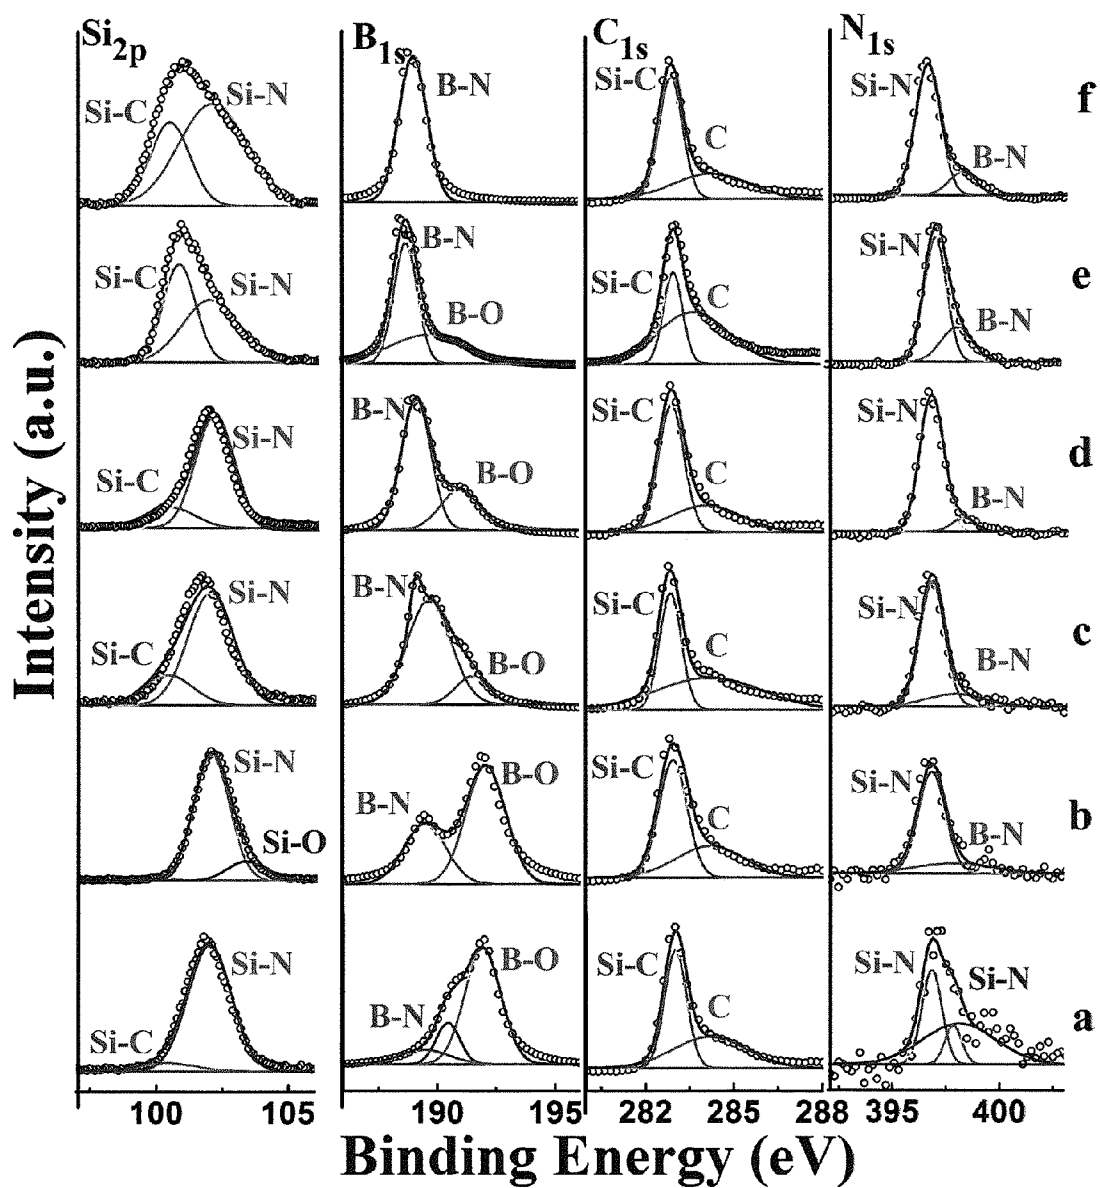 Si2p B1s C1s N1s
Si-C Si-N B-N Si-C C Si-N B-N f
Si-C Si-N B-N B-O Si-C C Si-N B-N e
Si-C Si-N B-N B-O Si-C C Si-N B-N d
Si-C Si-N B-N B-O Si-C C Si-N B-N c
Si-N Si-O B-N B-O Si-C C Si-N B-N b
Si-C Si-N B-N B-O Si-C C Si-N Si-N a
Intensity (a.u.)
100 105 190 195 282 285 288 395 400
Binding Energy (eV)